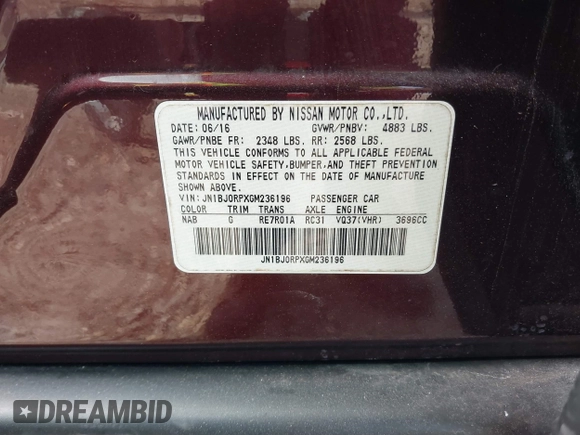 MANUFACTURED BY NISSAN MOTOR CO.,LTD.
DATE: 06/16 GVWR/PNBV: 4883 LBS.
GAWR/PNBE FR: 2348 LBS. RR: 2568 LBS.
THIS VEHICLE CONFORMS TO ALL APPLICABLE FEDERAL
MOTOR VEHICLE SAFETY,BUMPER,AND THEFT PREVENTION
STANDARDS IN EFFECT ON THE DATE OF MANUFACTURE
SHOWN ABOVE.
VIN:JN1BJ0RPXGM236196 PASSENGER CAR
COLOR TRIM TRANS AXLE ENGINE
NAB G RE7R01A RC31 VQ37(VHR) 3696CC
JN1BJ0RPXGM236196
DREAMBID